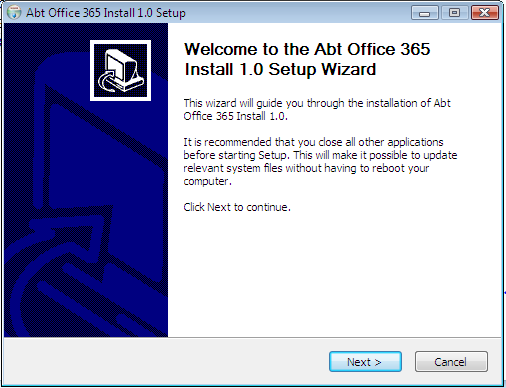 Abt Office 365 Install 1.0 Setup
Welcome to the Abt Office 365
Install 1.0 Setup Wizard
This wizard will guide you through the installation of Abt
Office 365 Install 1.0.
It is recommended that you close all other applications
before starting Setup. This will make it possible to update
relevant system files without having to reboot your
computer.
Click Next to continue.
Next >
Cancel